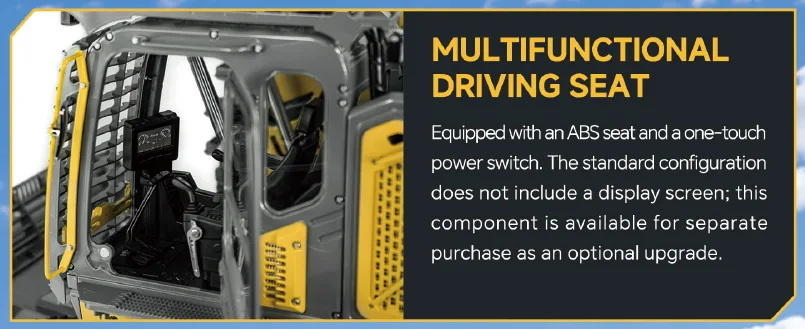 MULTIFUNCTIONAL
DRIVING SEAT
Equipped with an ABS seat and a one-touch
power switch. The standard configuration
does not include a display screen; this
component is available for separate
purchase as an optional upgrade.